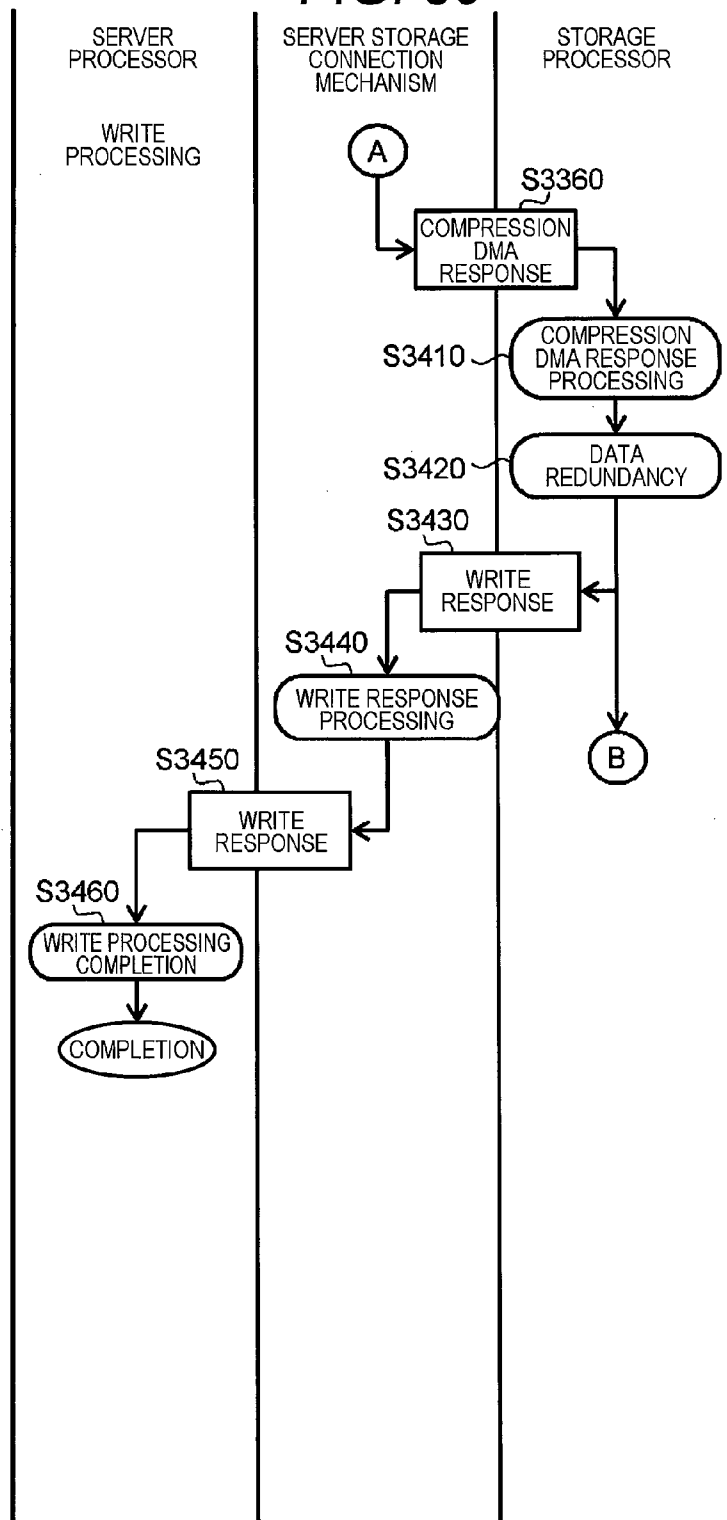 SERVER
PROCESSOR
SERVER STORAGE
CONNECTION
MECHANISM
STORAGE
PROCESSOR
WRITE
PROCESSING
A
S3360
COMPRESSION
DMA
RESPONSE
S3410
COMPRESSION
DMA RESPONSE
PROCESSING
S3420
DATA
REDUNDANCY
S3430
WRITE
RESPONSE
S3440
WRITE RESPONSE
PROCESSING
B
S3450
WRITE
RESPONSE
S3460
WRITE PROCESSING
COMPLETION
COMPLETION